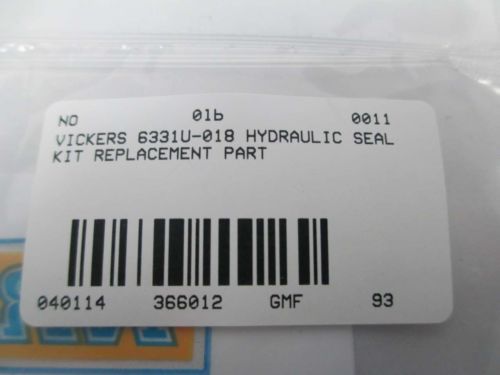 NO 01b 0011
VICKERS 6331U-018 HYDRAULIC SEAL
KIT REPLACEMENT PART
040114 366012 GMF 93